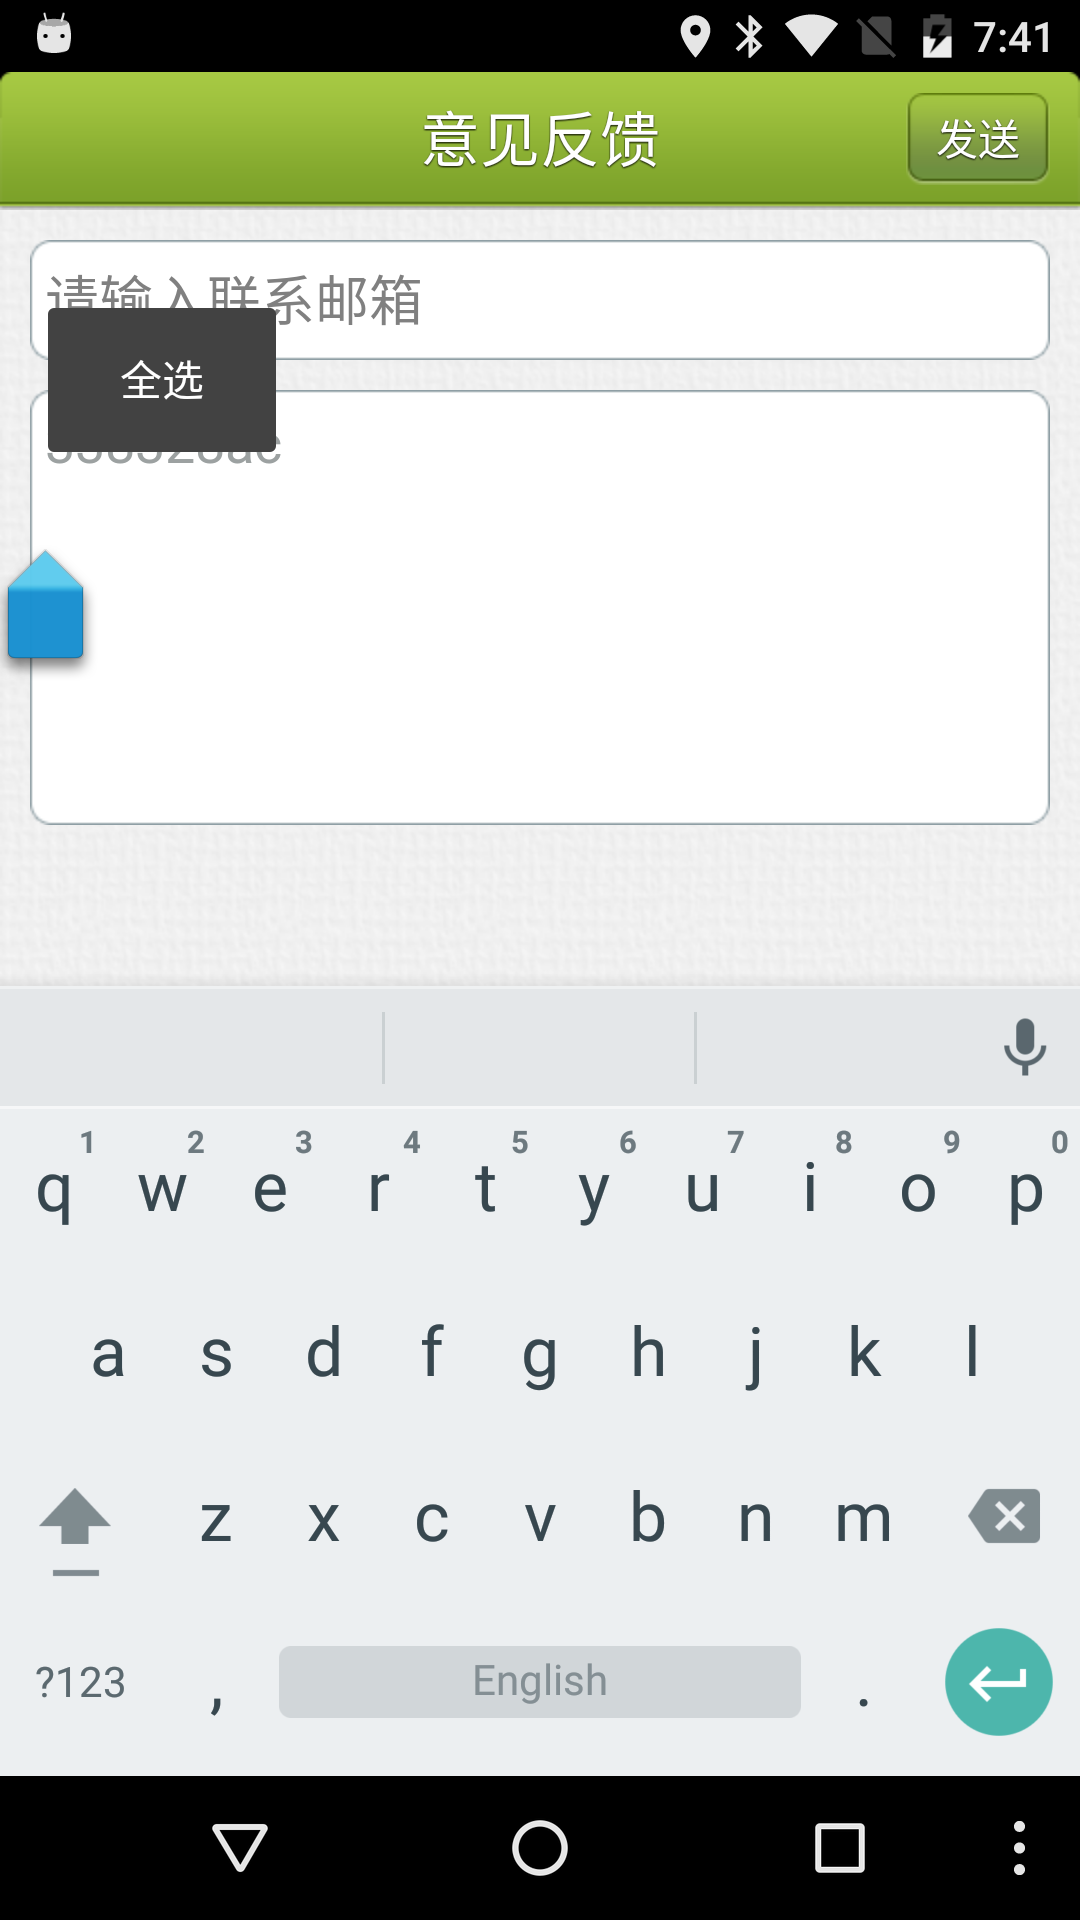 7:41
意见反馈
发送
请输入联系邮箱
全选
1 2 3 4 5 6 7 8 9 0
q w e r t y u i o p
a s d f g h j k l
z x c v b n m
?123 , English .